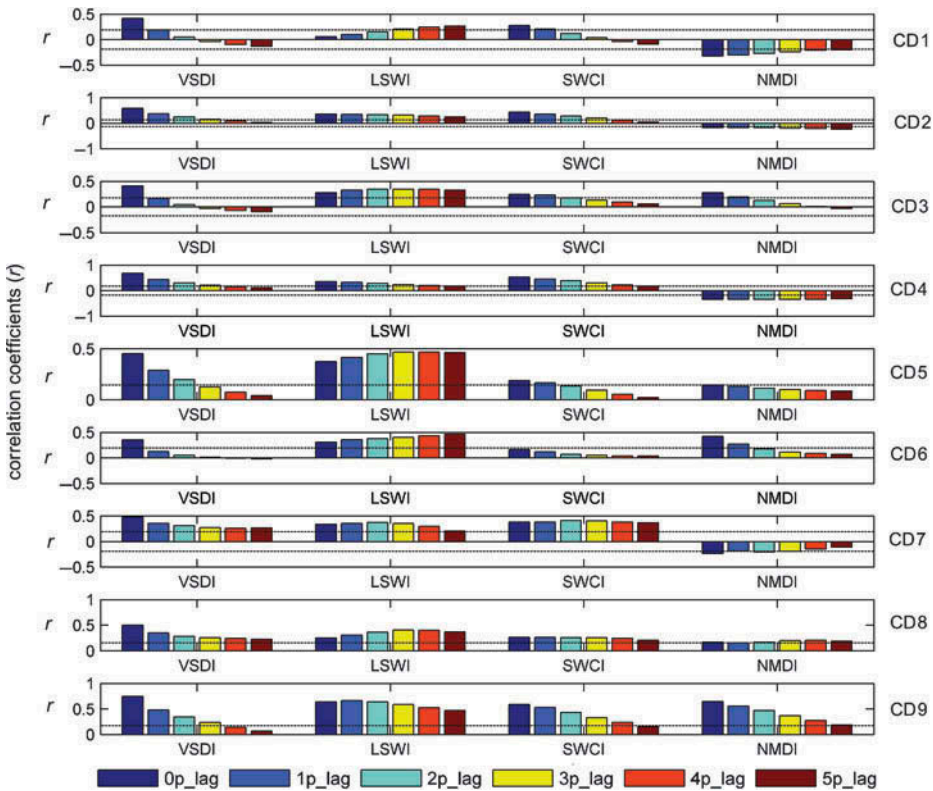 correlation coefficients (r)
0.5
r 0
–0.5
VSDI LSWI SWCI NMDI
CD1
1
r 0
–1
VSDI LSWI SWCI NMDI
CD2
0.5
r 0
–0.5
VSDI LSWI SWCI NMDI
CD3
1
r 0
–1
VSDI LSWI SWCI NMDI
CD4
0.5
r
0
VSDI LSWI SWCI NMDI
CD5
0.5
r 0
–0.5
VSDI LSWI SWCI NMDI
CD6
0.5
r 0
–0.5
VSDI LSWI SWCI NMDI
CD7
1
r 0.5
0
VSDI LSWI SWCI NMDI
CD8
1
r 0.5
0
VSDI LSWI SWCI NMDI
CD9
0p_lag 1p_lag 2p_lag 3p_lag 4p_lag 5p_lag